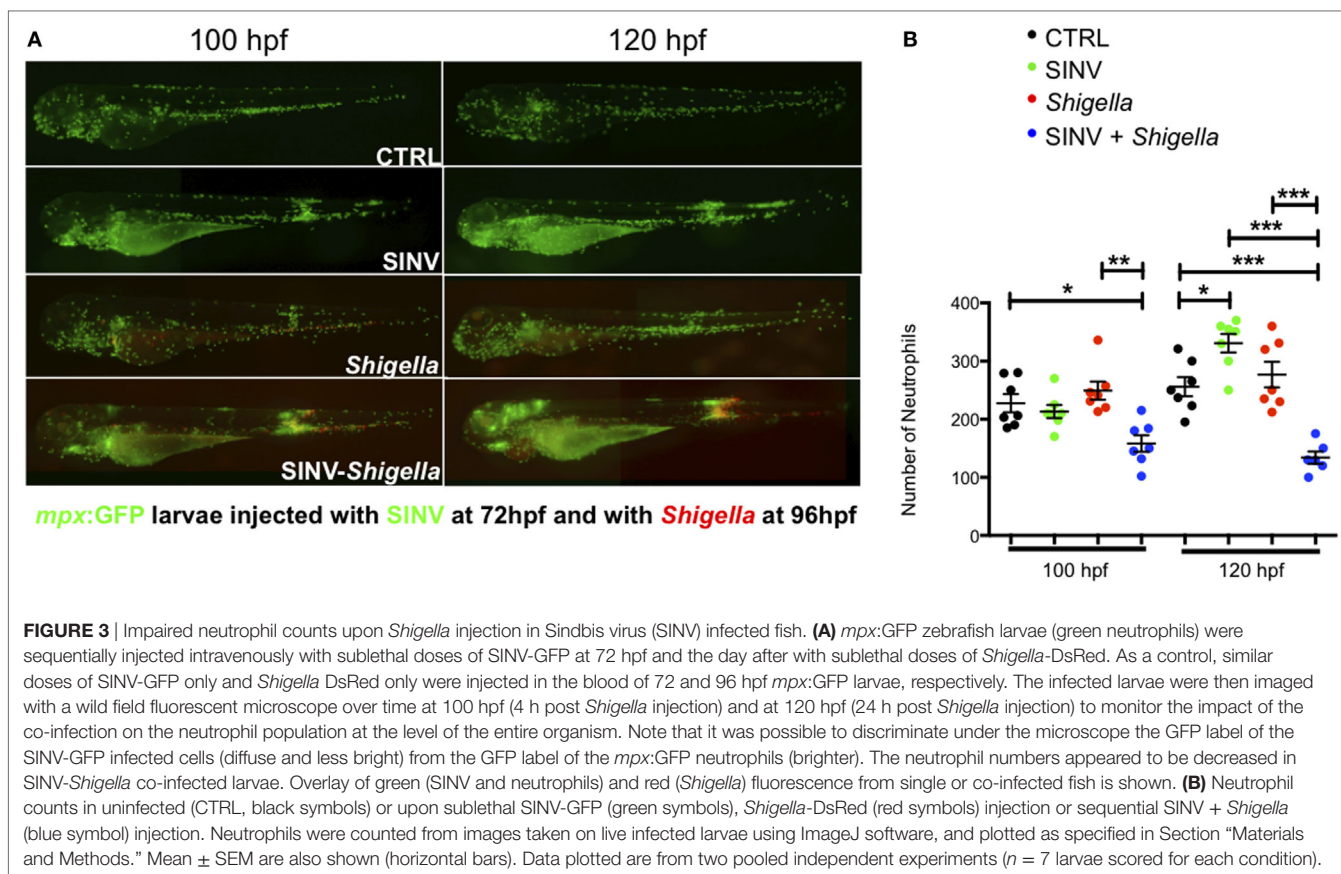 A
100 hpf
120 hpf
CTRL
SINV
Shigella
SINV-Shigella
mpx:GFP larvae injected with SINV at 72hpf and with Shigella at 96hpf
B
CTRL
SINV
Shigella
SINV + Shigella
***
***
**
***
*
*
400
300
200
100
0
Number of Neutrophils
100 hpf
120 hpf
FIGURE 3 | Impaired neutrophil counts upon Shigella injection in Sindbis virus (SINV) infected fish. (A) mpx:GFP zebrafish larvae (green neutrophils) were
sequentially injected intravenously with sublethal doses of SINV-GFP at 72 hpf and the day after with sublethal doses of Shigella-DsRed. As a control, similar
doses of SINV-GFP only and Shigella DsRed only were injected in the blood of 72 and 96 hpf mpx:GFP larvae, respectively. The infected larvae were then imaged
with a wild field fluorescent microscope over time at 100 hpf (4 h post Shigella injection) and at 120 hpf (24 h post Shigella injection) to monitor the impact of the
co-infection on the neutrophil population at the level of the entire organism. Note that it was possible to discriminate under the microscope the GFP label of the
SINV-GFP infected cells (diffuse and less bright) from the GFP label of the mpx:GFP neutrophils (brighter). The neutrophil numbers appeared to be decreased in
SINV-Shigella co-infected larvae. Overlay of green (SINV and neutrophils) and red (Shigella) fluorescence from single or co-infected fish is shown. (B) Neutrophil
counts in uninfected (CTRL, black symbols) or upon sublethal SINV-GFP (green symbols), Shigella-DsRed (red symbols) injection or sequential SINV + Shigella
(blue symbol) injection. Neutrophils were counted from images taken on live infected larvae using ImageJ software, and plotted as specified in Section “Materials
and Methods.” Mean ± SEM are also shown (horizontal bars). Data plotted are from two pooled independent experiments (n = 7 larvae scored for each condition).